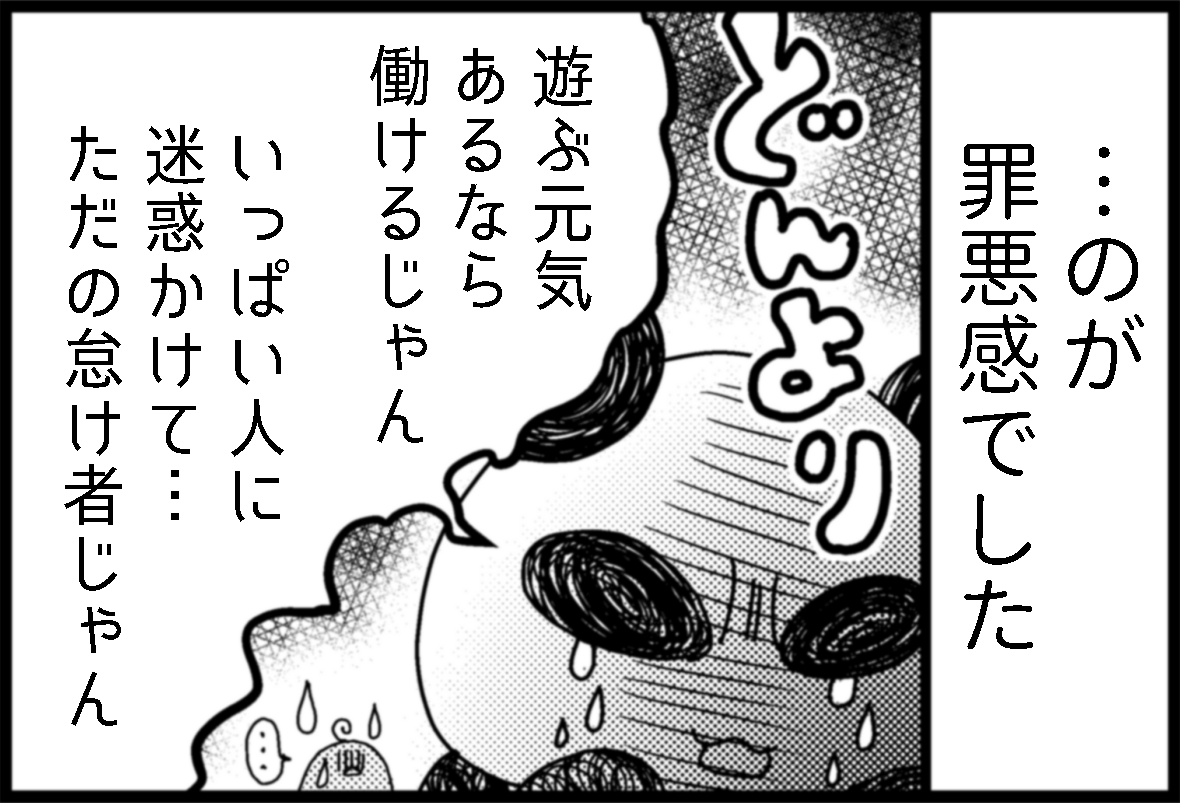 …のが
罪悪感でした
どんより
遊ぶ元気
あるなら
働けるじゃん
いっぱい人に
迷惑かけて…
ただの怠け者じゃん
…